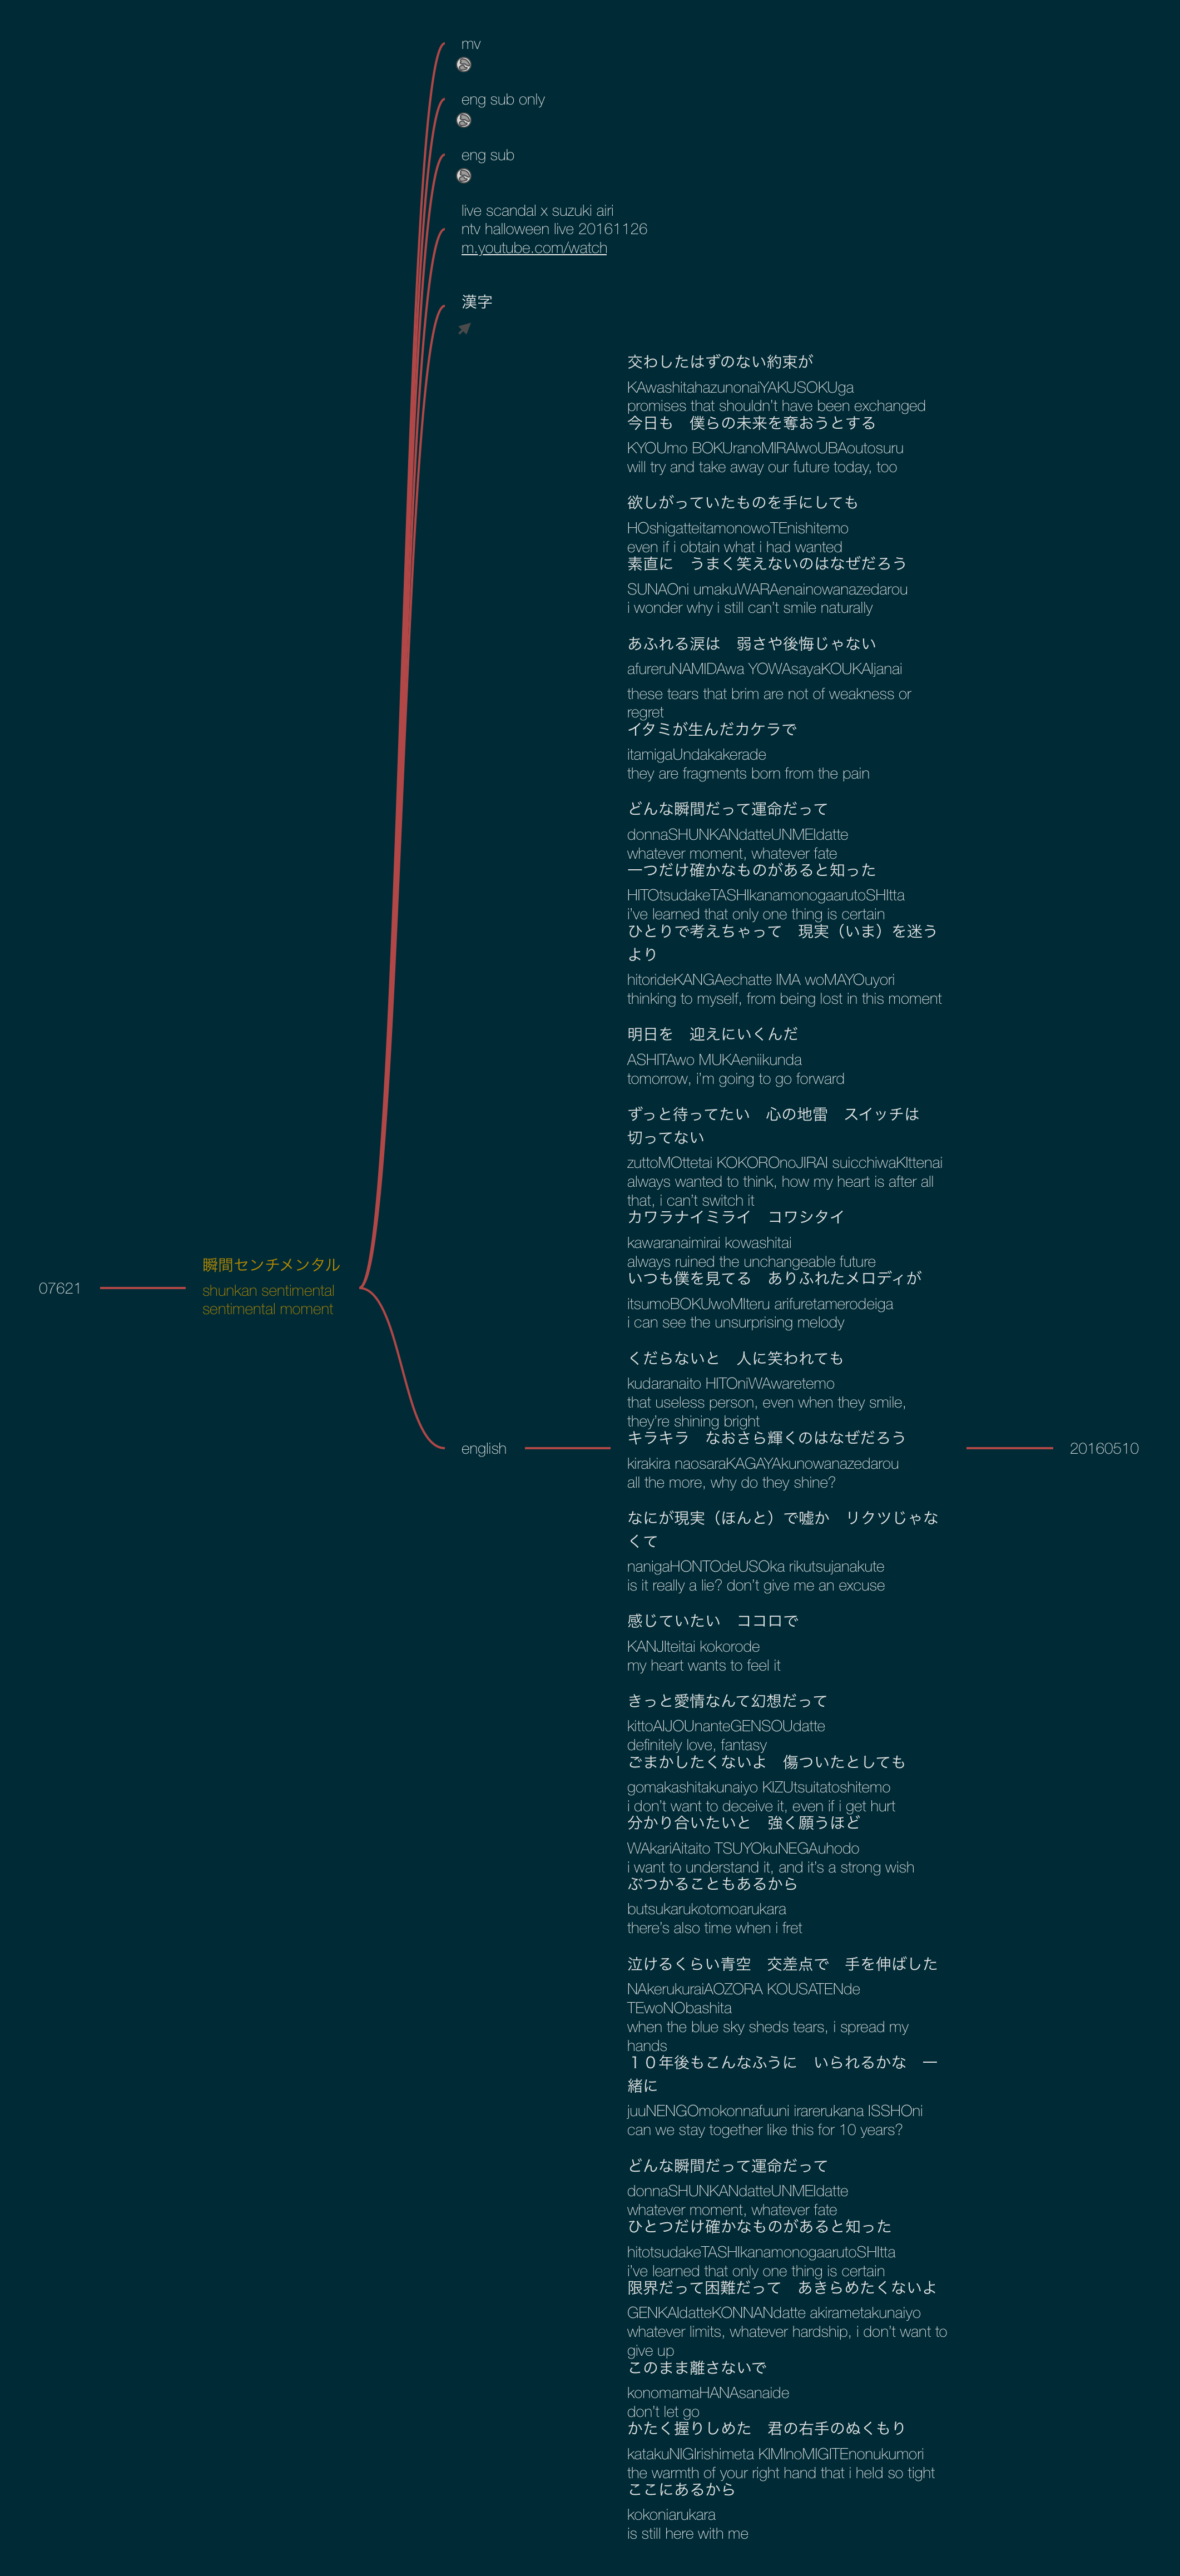 mv
eng sub only
eng sub
live scandal x suzuki airi
ntv halloween live 20161126
m.youtube.com/watch
漢字
07621
瞬間センチメンタル
shunkan sentimental
sentimental moment
english
交わしたはずのない約束が
KAwashitahazunonaiYAKUSOKUga
promises that shouldn't have been exchanged
今日も　僕らの未来を奪おうとする
KYOUmo BOKUranoMIRAIwoUBAoutosuru
will try and take away our future today, too
欲しがっていたものを手にしても
HOshigatteitamonowoTEnishitemo
even if i obtain what i had wanted
素直に　うまく笑えないのはなぜだろう
SUNAOni umakuWARAenainowanazedarou
i wonder why i still can't smile naturally
あふれる涙は　弱さや後悔じゃない
afureruNAMIDAwa YOWAsayaKOUKAIjanai
these tears that brim are not of weakness or
regret
イタミが生んだカケラで
itamigaUndakakerade
they are fragments born from the pain
どんな瞬間だって運命だって
donnaSHUNKANdatteUNMEIdatte
whatever moment, whatever fate
一つだけ確かなものがあると知った
HITOtsudakeTASHIkanamonogaarutoSHItta
i've learned that only one thing is certain
ひとりで考えちゃって　現実（いま）を迷う
より
hitorideKANGAechatte IMA woMAYOuyori
thinking to myself, from being lost in this moment
明日を　迎えにいくんだ
ASHITAwo MUKAeniikunda
tomorrow, i'm going to go forward
ずっと待ってたい　心の地雷　スイッチは
切ってない
zuttoMOttetai KOKOROnoJIRAI suicchiwaKIttenai
always wanted to think, how my heart is after all
that, i can't switch it
カワラナイミライ　コワシタイ
kawaranaimirai kowashitai
always ruined the unchangeable future
いつも僕を見てる　ありふれたメロディが
itsumoBOKUwoMIteru arifuretamerodeiga
i can see the unsurprising melody
くだらないと　人に笑われても
kudaranaito HITOniWAwaretemo
that useless person, even when they smile,
they're shining bright
キラキラ　なおさら輝くのはなぜだろう
kirakira naosaraKAGAYAkunowanazedarou
all the more, why do they shine?
なにが現実（ほんと）で嘘か　リクツじゃな
くて
nanigaHONTOdeUSOka rikutsujanakute
is it really a lie? don't give me an excuse
感じていたい　ココロで
KANJIteitai kokorode
my heart wants to feel it
きっと愛情なんて幻想だって
kittoAIJOUnanteGENSOUdatte
definitely love, fantasy
ごまかしたくないよ　傷ついたとしても
gomakashitakunaiyo KIZUtsuitatoshitemo
i don't want to deceive it, even if i get hurt
分かり合いたいと　強く願うほど
WAkariAitaito TSUYOkuNEGAuhodo
i want to understand it, and it's a strong wish
ぶつかることもあるから
butsukarukotomoarukara
there's also time when i fret
泣けるくらい青空　交差点で　手を伸ばした
NAkerukuraiAOZORA KOUSATENde
TEwoNObashita
when the blue sky sheds tears, i spread my
hands
１０年後もこんなふうに　いられるかな　一
緒に
juuNENGOmokonnafuuni irarerukana ISSHOni
can we stay together like this for 10 years?
どんな瞬間だって運命だって
donnaSHUNKANdatteUNMEIdatte
whatever moment, whatever fate
ひとつだけ確かなものがあると知った
hitotsudakeTASHIkanamonogaarutoSHItta
i've learned that only one thing is certain
限界だって困難だって　あきらめたくないよ
GENKAIdatteKONNANdatte akirametakunaiyo
whatever limits, whatever hardship, i don't want to
give up
このまま離さないで
konomamaHANAsanaide
don't let go
かたく握りしめた　君の右手のぬくもり
katakuNIGIrishimeta KIMInoMIGITEnonukumori
the warmth of your right hand that i held so tight
ここにあるから
kokoniarukara
is still here with me
20160510